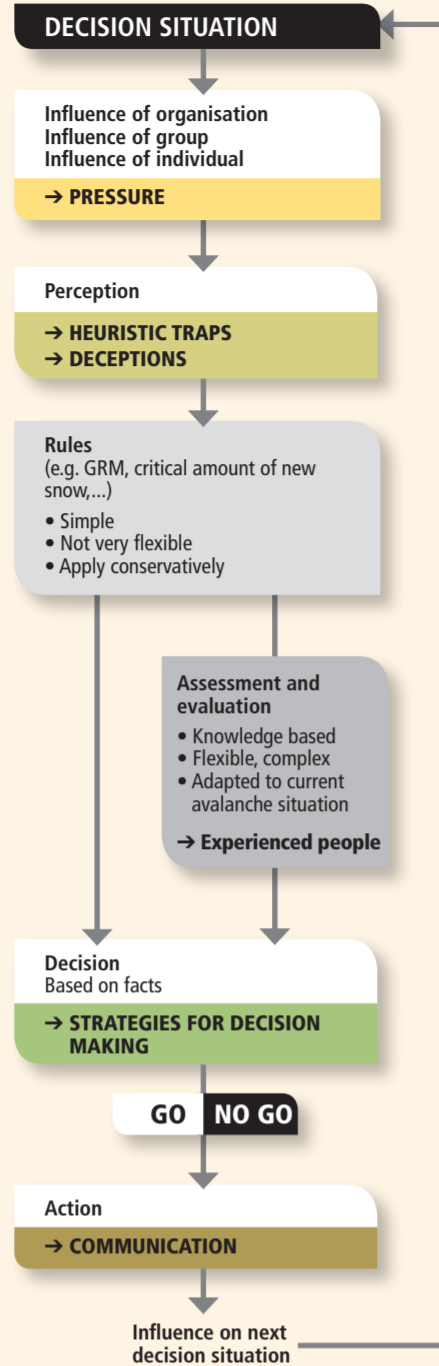 DECISION SITUATION
Influence of organisation
Influence of group
Influence of individual
➔ PRESSURE
Perception
➔ HEURISTIC TRAPS
➔ DECEPTIONS
Rules
(e.g. GRM, critical amount of new
snow,...)
• Simple
• Not very flexible
• Apply conservatively
Assessment and
evaluation
• Knowledge based
• Flexible, complex
• Adapted to current
avalanche situation
➔ Experienced people
Decision
Based on facts
➔ STRATEGIES FOR DECISION
MAKING
GO NO GO
Action
➔ COMMUNICATION
Influence on next
decision situation